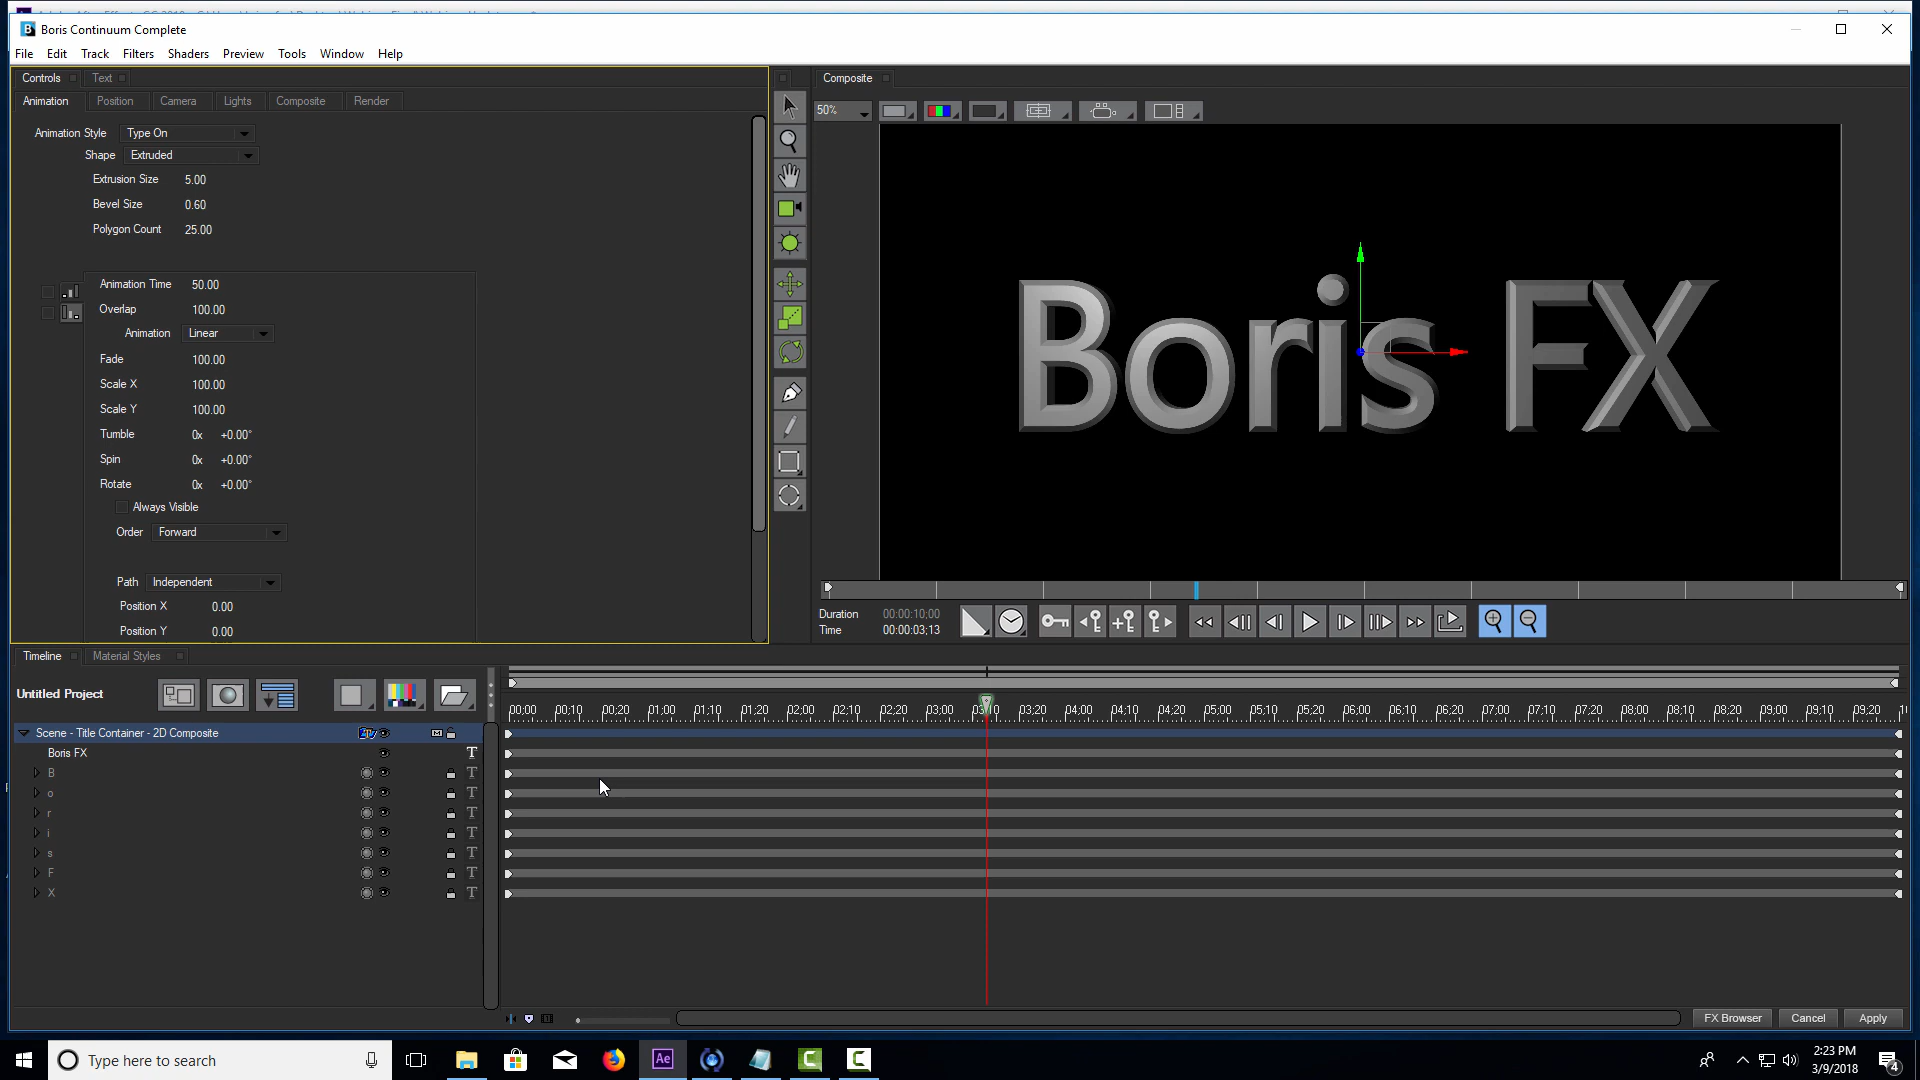 Boris Continuum Complete
File Edit Track Filters Shaders Preview Tools Window Help
Controls Text
Composite
Animation Position Camera Lights Composite Render
50%
Animation Style Type On
Shape Extruded
Extrusion Size 5.00
Bevel Size 0.60
Polygon Count 25.00
Animation Time 50.00
Overlap 100.00
Animation Linear
Fade 100.00
Scale X 100.00
Scale Y 100.00
Tumble 0x +0.00°
Spin 0x +0.00°
Rotate 0x +0.00°
Always Visible
Order Forward
Path Independent
Position X 0.00
Position Y 0.00
Boris FX
Duration 00:00:10;00
Time 00:00:03;13
Timeline Material Styles
Untitled Project
00;00 00;10 00;20 01;00 01;10 01;20 02;00 02;10 02;20 03;00 03;10 03;20 04;00 04;10 04;20 05;00 05;10 05;20 06;00 06;10 06;20 07;00 07;10 07;20 08;00 08;10 08;20 09;00 09;10 09;20
Scene - Title Container - 2D Composite
Boris FX T
B T
o T
r T
i T
s T
F T
X T
FX Browser Cancel Apply
Type here to search
Ae
2:23 PM
3/9/2018
4